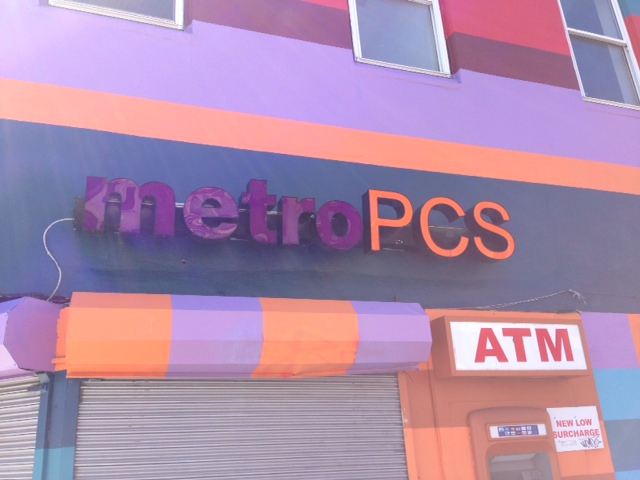 metroPCS
ATM
NEW LOW
SURCHARGE